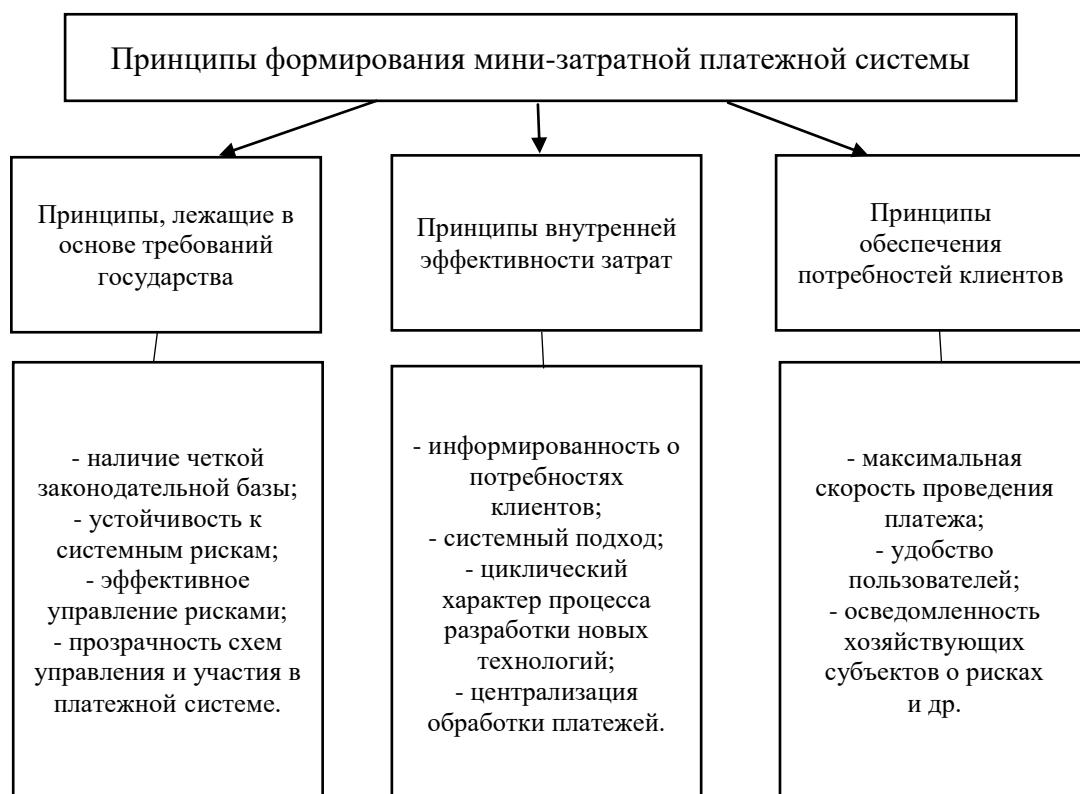 Принципы формирования мини-затратной платежной системы
Принципы, лежащие в
основе требований
государства
Принципы внутренней
эффективности затрат
Принципы
обеспечения
потребностей клиентов
- наличие четкой
законодательной базы;
- устойчивость к
системным рискам;
- эффективное
управление рисками;
- прозрачность схем
управления и участия в
платежной системе.
- информированность о
потребностях
клиентов;
- системный подход;
- циклический
характер процесса
разработки новых
технологий;
- централизация
обработки платежей.
- максимальная
скорость проведения
платежа;
- удобство
пользователей;
- осведомленность
хозяйствующих
субъектов о рисках
и др.